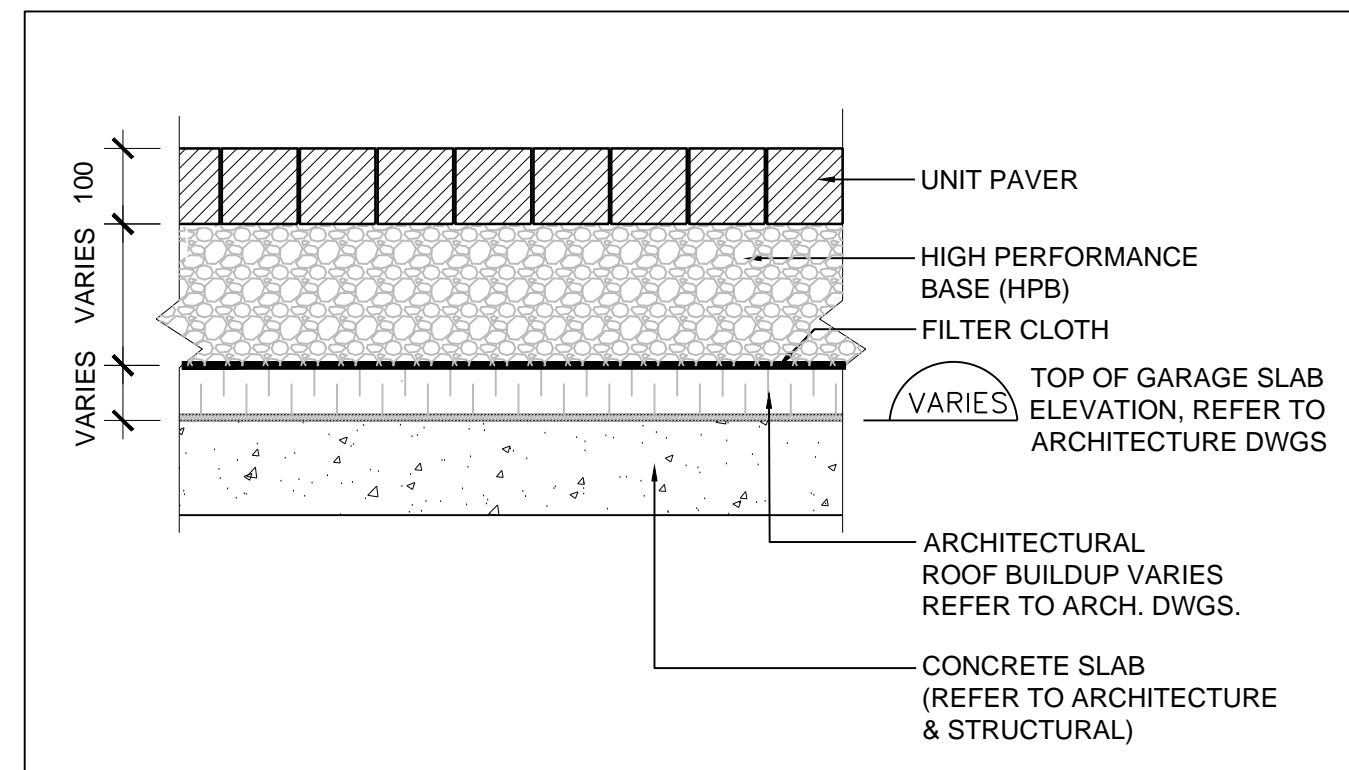 100
VARIES
VARIES
UNIT PAVER
HIGH PERFORMANCE
BASE (HPB)
FILTER CLOTH
VARIES
TOP OF GARAGE SLAB
ELEVATION, REFER TO
ARCHITECTURE DWGS
ARCHITECTURAL
ROOF BUILDUP VARIES
REFER TO ARCH. DWGS.
CONCRETE SLAB
(REFER TO ARCHITECTURE
& STRUCTURAL)